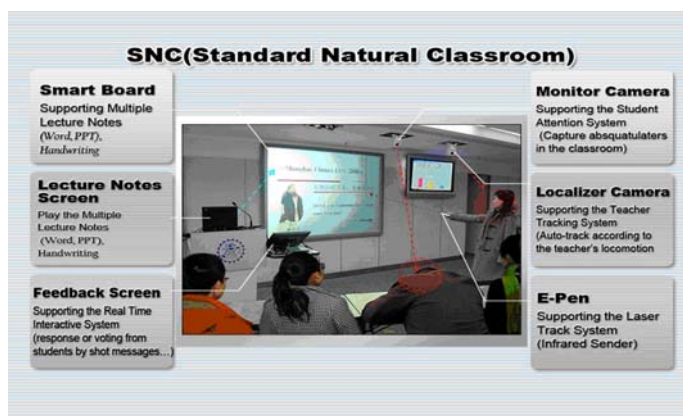 SNC(Standard Natural Classroom)
Smart Board
Supporting Multiple
Lecture Notes
(Word, PPT),
Handwriting
Lecture Notes
Screen
Play the Multiple
Lecture Notes
(Word, PPT),
Handwriting
Feedback Screen
Supporting the Real Time
Interactive System
(response or voting from
students by shot messages...)
Monitor Camera
Supporting the Student
Attention System
(Capture absquatulaters
in the classroom)
Localizer Camera
Supporting the Teacher
Tracking System
(Auto-track according to
the teacher's locomotion
E-Pen
Supporting the Laser
Track System
(Infrared Sender)